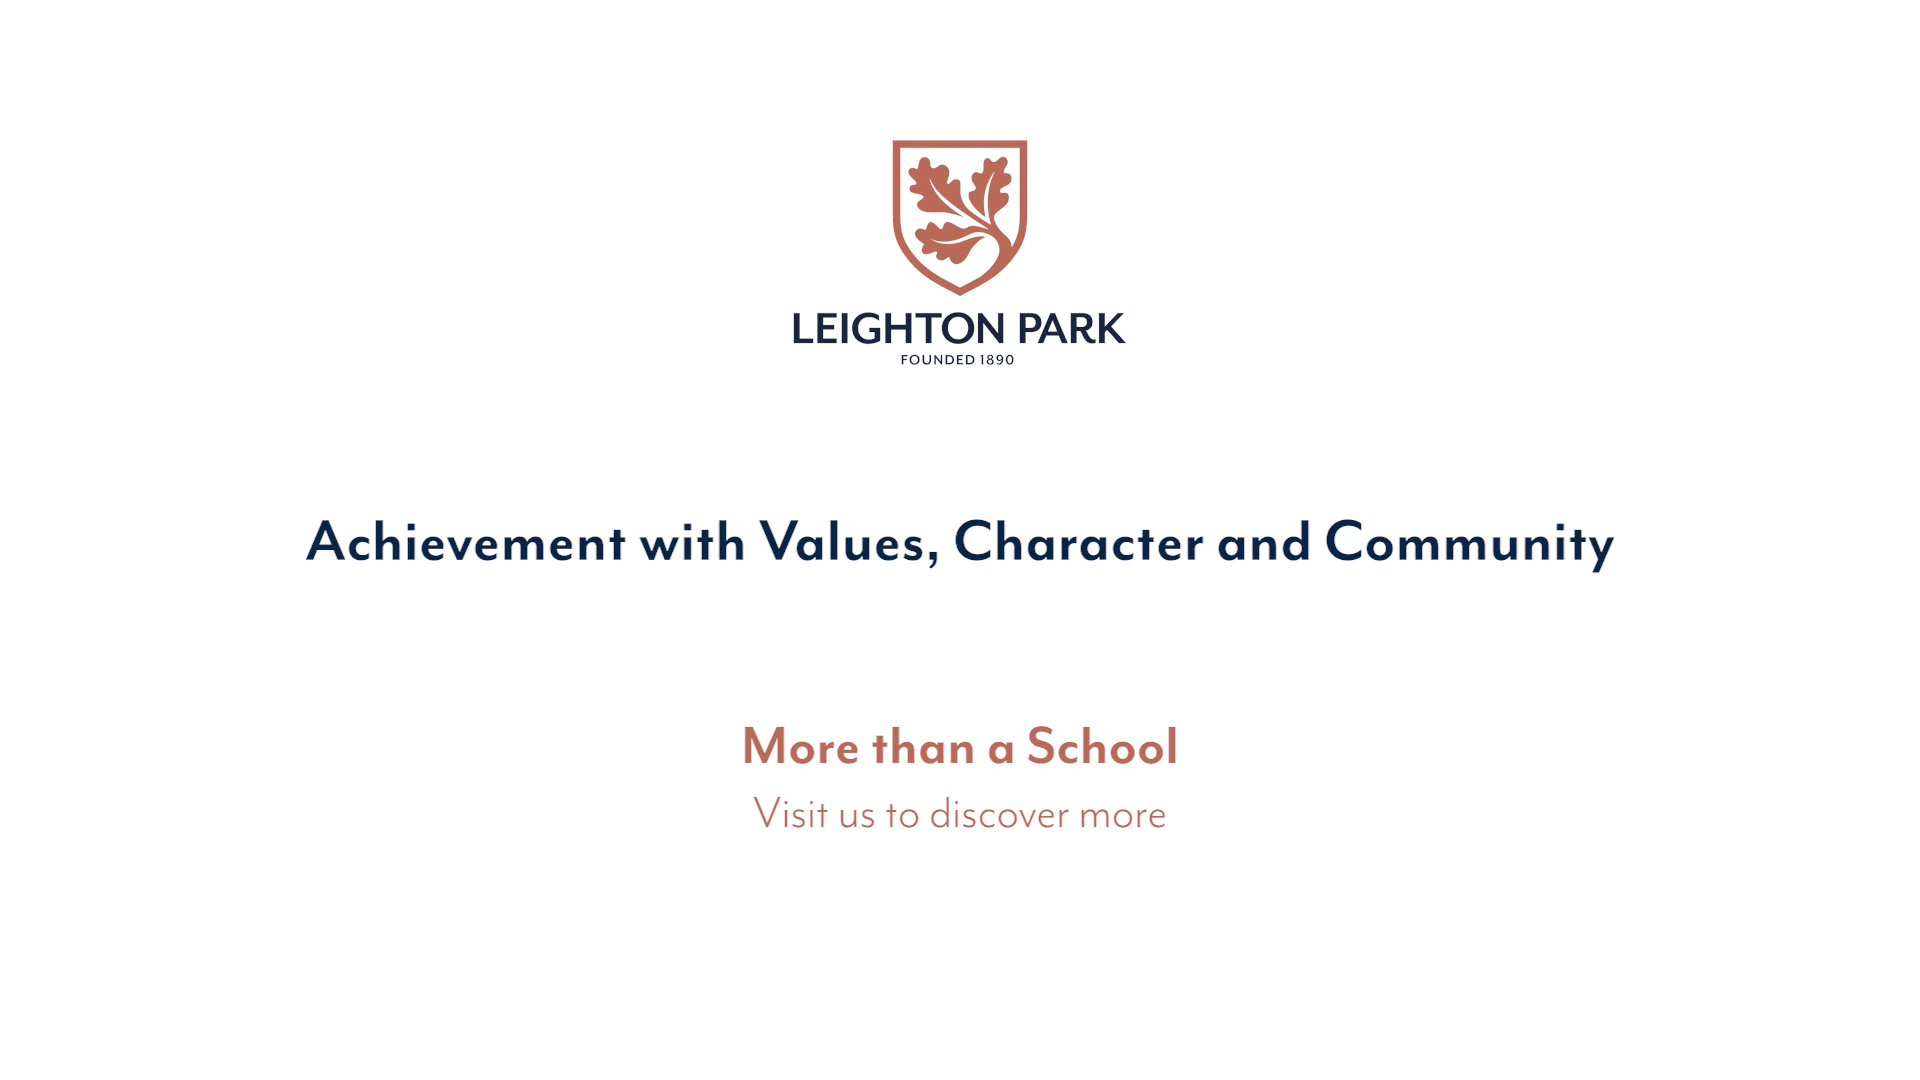 LEIGHTON PARK
FOUNDED 1890
Achievement with Values, Character and Community
More than a School
Visit us to discover more